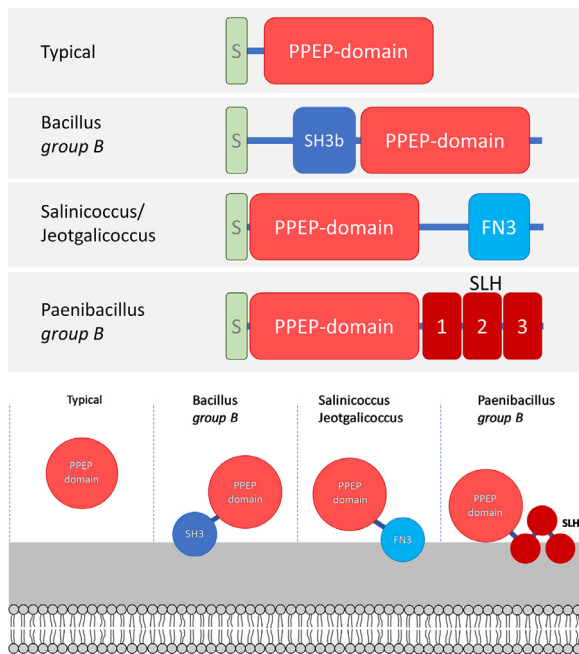 Typical
S PPEP-domain
Bacillus
group B
S SH3b PPEP-domain
Salinicoccus/
Jeotgalicoccus
S PPEP-domain FN3
SLH
Paenibacillus
group B
S PPEP-domain 1 2 3
Typical
Bacillus
group B
Salinicoccus
Jeotgalicoccus
Paenibacillus
group B
PPEP
domain
PPEP
domain
SH3
PPEP
domain
FN3
PPEP
domain
SLH